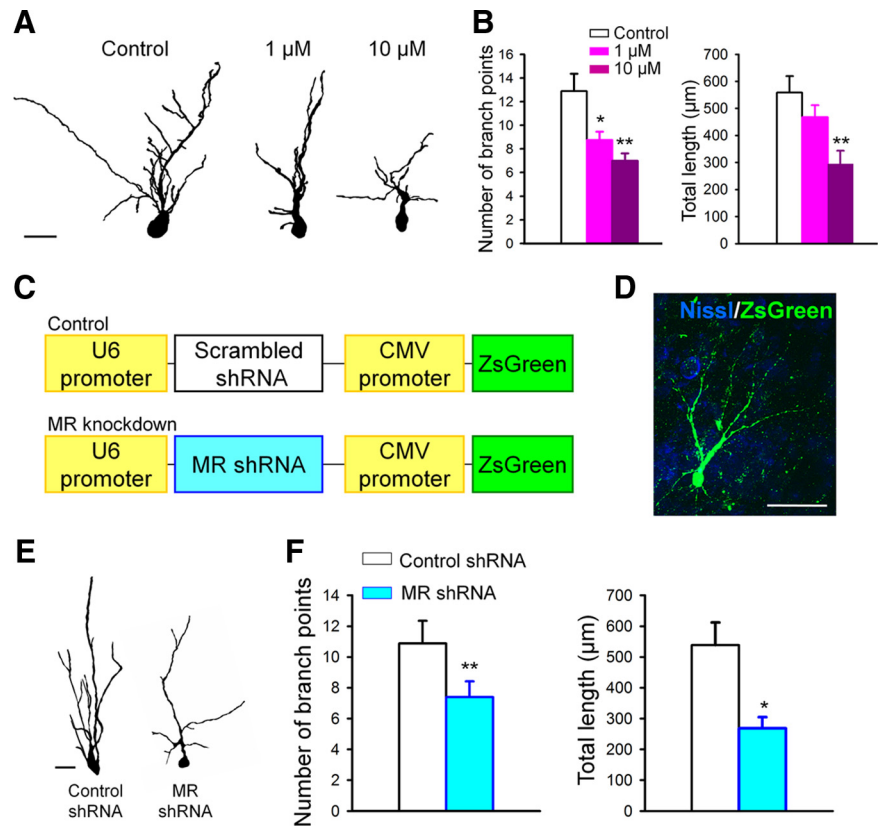 A
Control
1 µM
10 µM
B
Control
1 µM
10 µM
Number of branch points
16
14
12
10
8
6
4
2
0
*
**
Total length (µm)
700
600
500
400
300
200
100
0
**
C
Control
U6 promoter
Scrambled shRNA
CMV promoter
ZsGreen
MR knockdown
U6 promoter
MR shRNA
CMV promoter
ZsGreen
D
Nissl/ZsGreen
E
Control shRNA
MR shRNA
F
Control shRNA
MR shRNA
Number of branch points
14
12
10
8
6
4
2
0
**
Total length (µm)
700
600
500
400
300
200
100
0
*